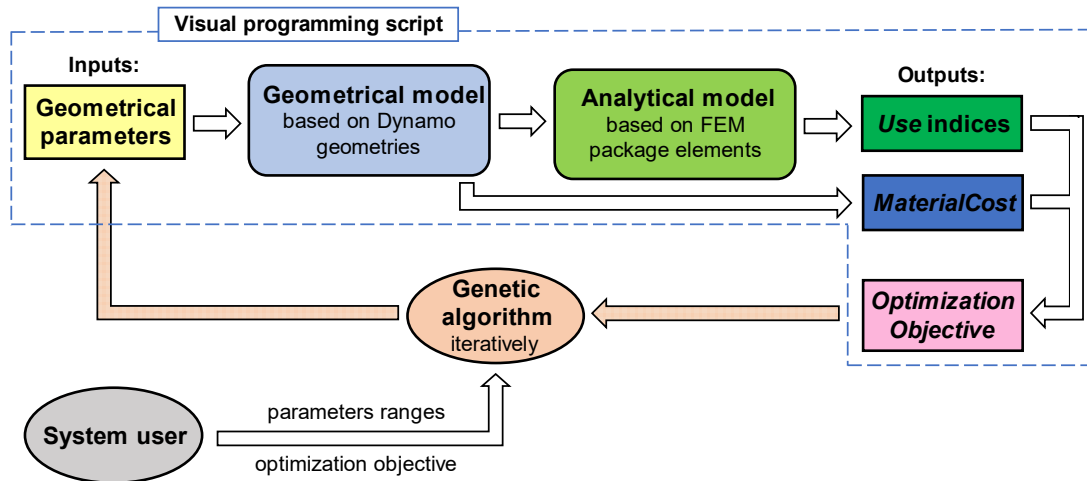 Visual programming script
Inputs:
Geometrical
parameters
Geometrical model
based on Dynamo
geometries
Analytical model
based on FEM
package elements
Outputs:
Use indices
MaterialCost
Optimization
Objective
Genetic
algorithm
iteratively
System user
parameters ranges
optimization objective